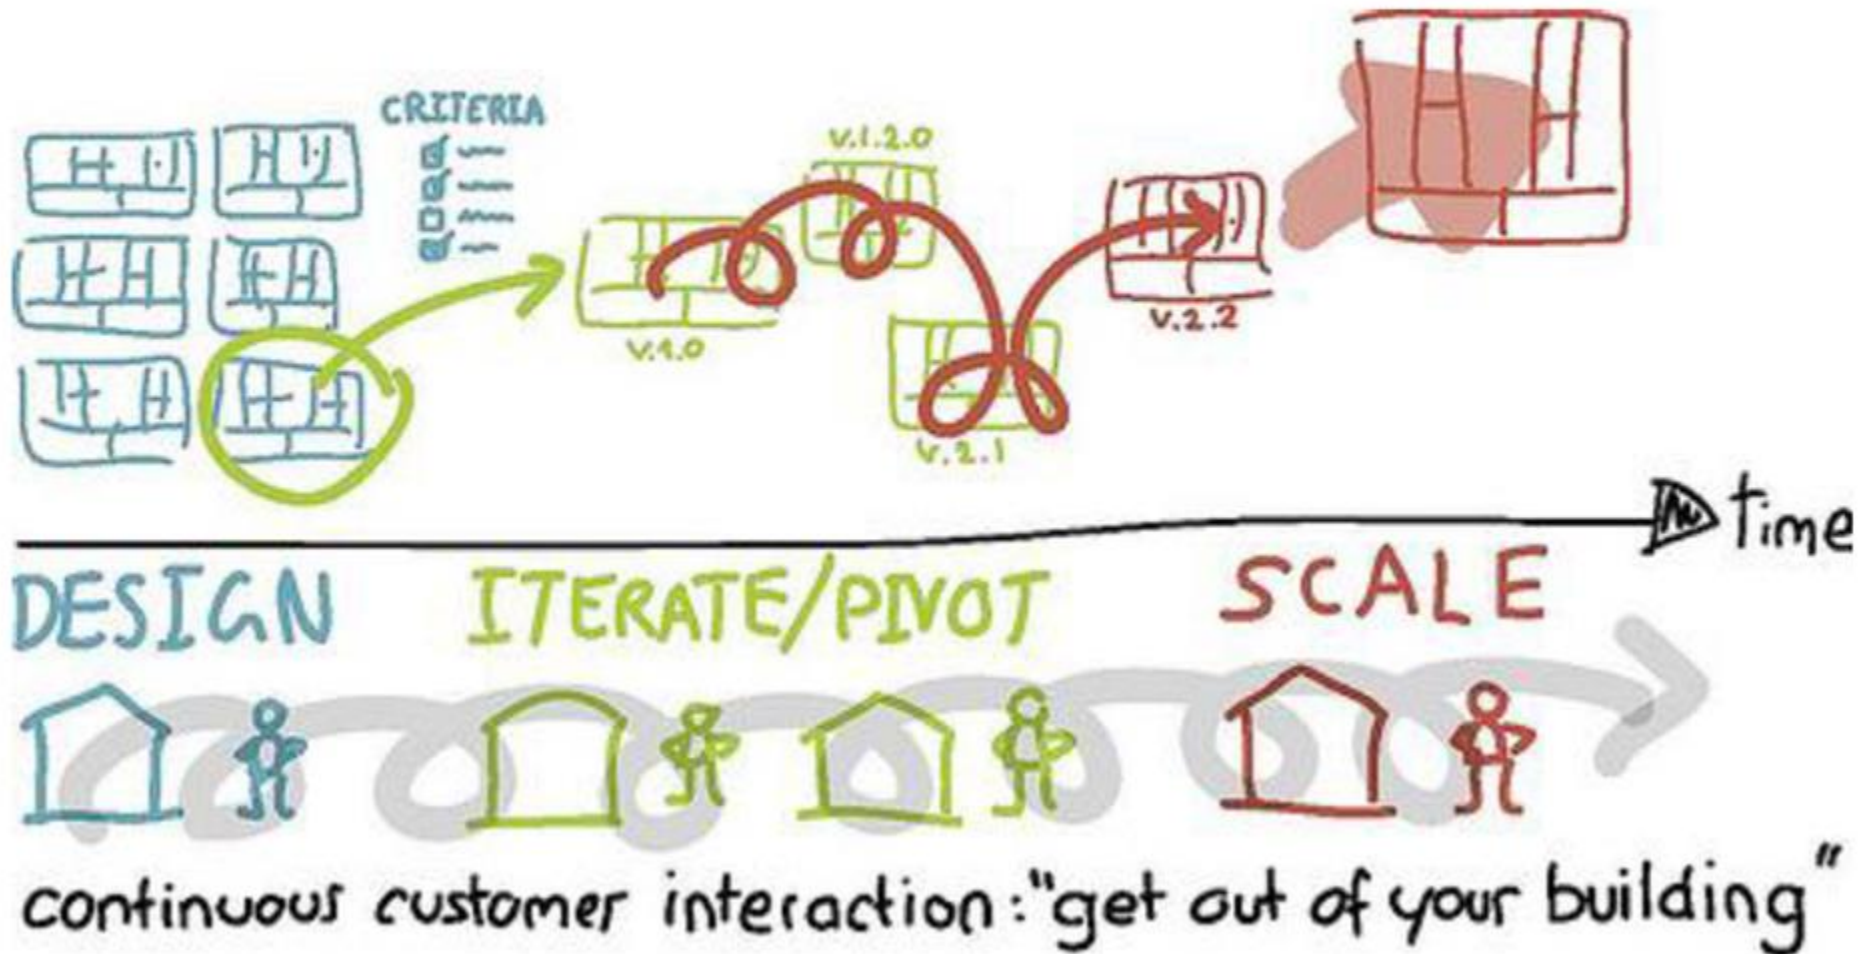 CRITERIA
V.1.2.0
V.1.0
V.2.2
V.2.1
time
DESIGN
ITERATE/PIVOT
SCALE
continuous customer interaction: "get out of your building"